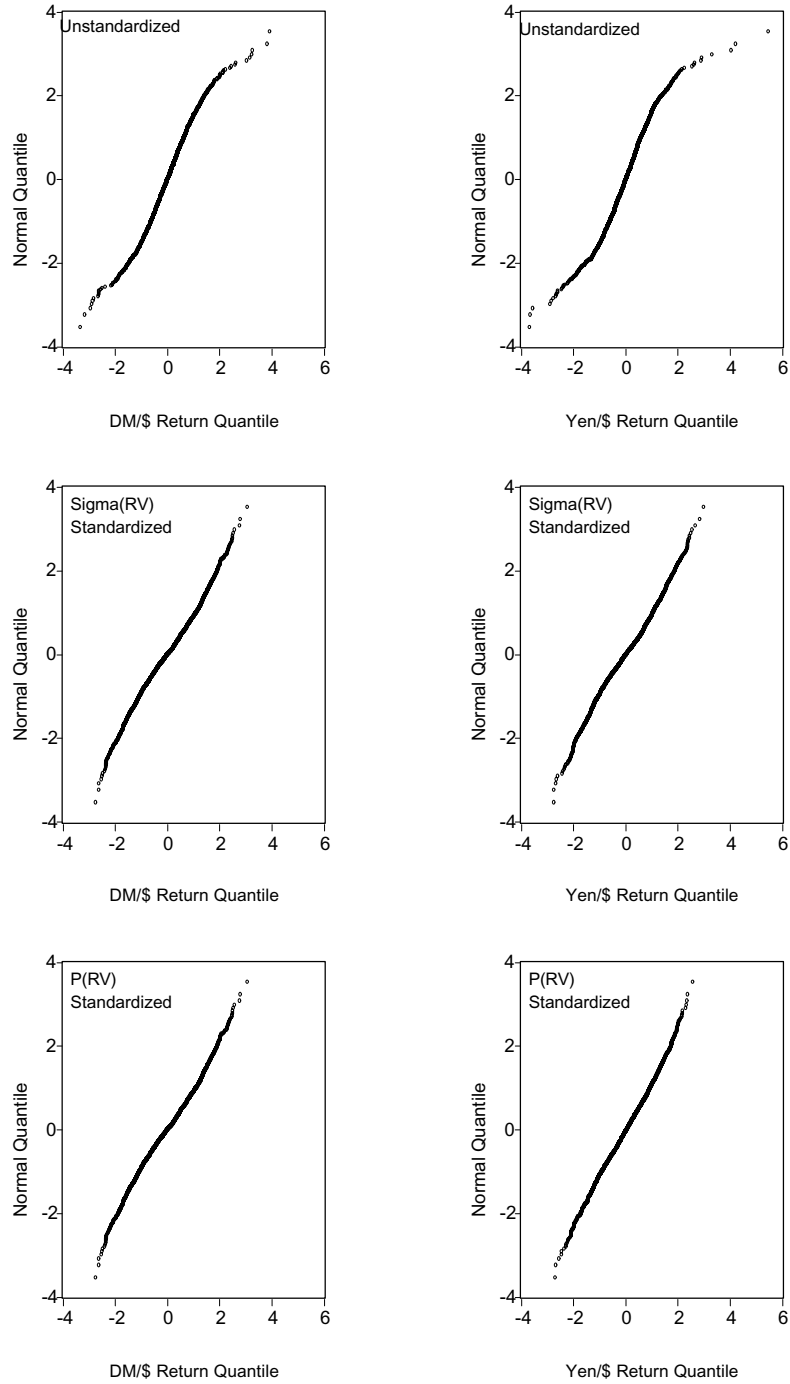 Unstandardized
Normal Quantile
4
2
0
-2
-4
-4 -2 0 2 4 6
DM/$ Return Quantile
Unstandardized
Normal Quantile
4
2
0
-2
-4
-4 -2 0 2 4 6
Yen/$ Return Quantile
Sigma(RV)
Standardized
Normal Quantile
4
2
0
-2
-4
-4 -2 0 2 4 6
DM/$ Return Quantile
Sigma(RV)
Standardized
Normal Quantile
4
2
0
-2
-4
-4 -2 0 2 4 6
Yen/$ Return Quantile
P(RV)
Standardized
Normal Quantile
4
2
0
-2
-4
-4 -2 0 2 4 6
DM/$ Return Quantile
P(RV)
Standardized
Normal Quantile
4
2
0
-2
-4
-4 -2 0 2 4 6
Yen/$ Return Quantile